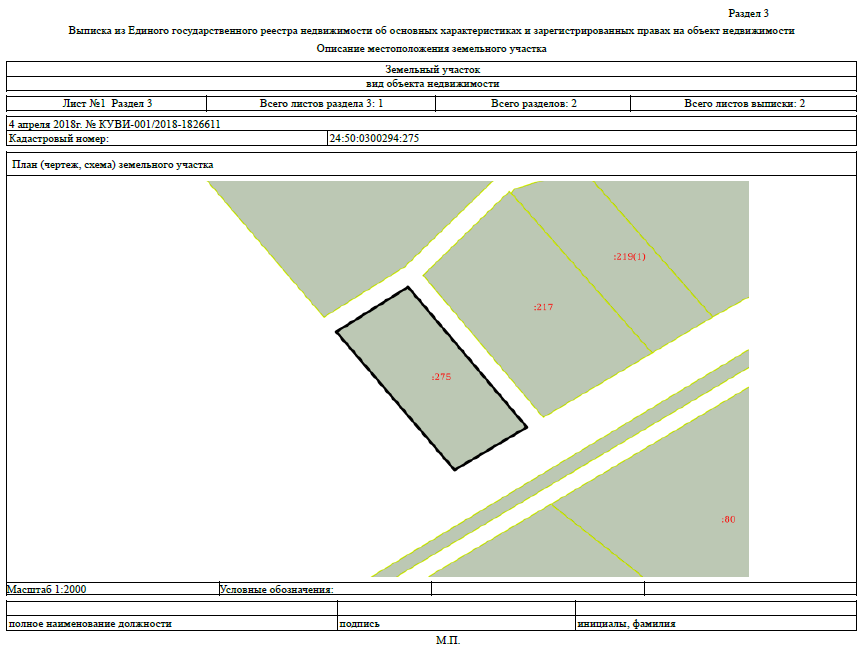 Раздел 3
Выписка из Единого государственного реестра недвижимости об основных характеристиках и зарегистрированных правах на объект недвижимости
Описание местоположения земельного участка
Земельный участок
вид объекта недвижимости
Лист №1 Раздел 3 Всего листов раздела 3: 1 Всего разделов: 2 Всего листов выписки: 2
4 апреля 2018г. № КУВИ-001/2018-1826611
Кадастровый номер: 24:50:0300294:275
План (чертеж, схема) земельного участка
:219(1)
:217
:275
:80
Масштаб 1:2000 Условные обозначения:
полное наименование должности подпись инициалы, фамилия
М.П.